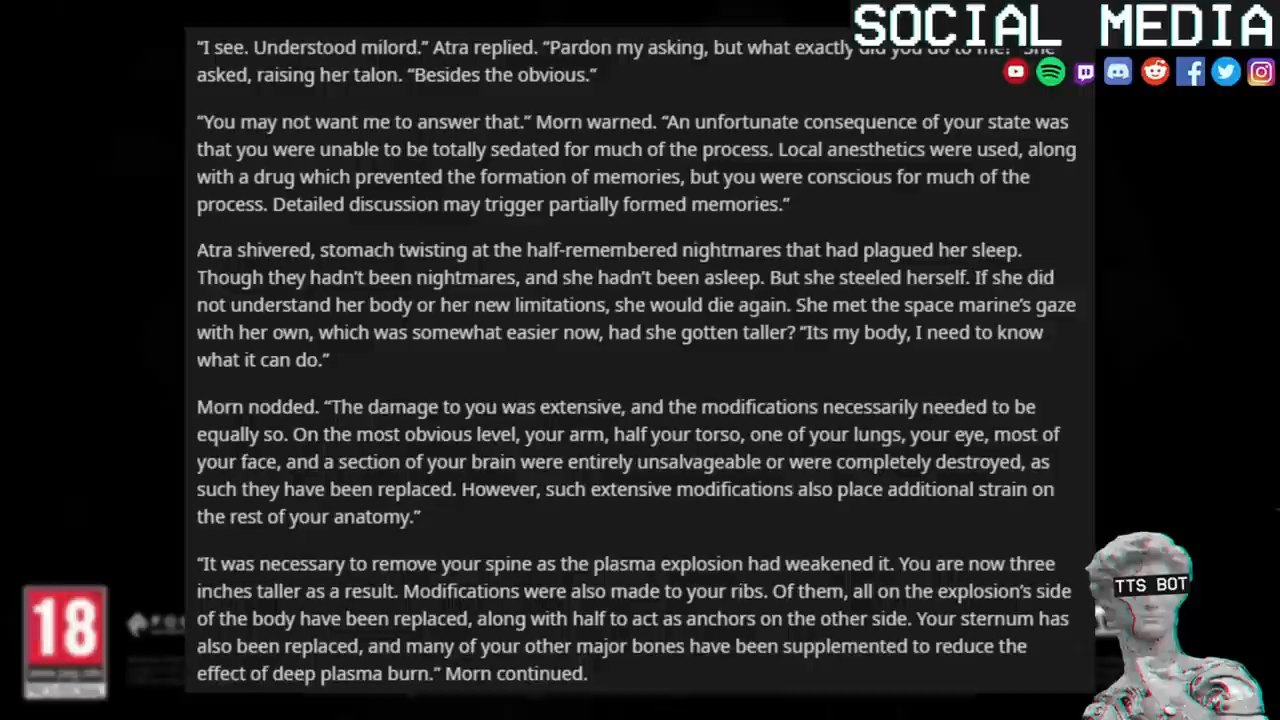 SOCIAL MEDIA
“I see. Understood milord.” Atra replied. “Pardon my asking, but what exactly did you do to me?” She
asked, raising her talon. “Besides the obvious.”
“You may not want me to answer that.” Morn warned. “An unfortunate consequence of your state was
that you were unable to be totally sedated for much of the process. Local anesthetics were used, along
with a drug which prevented the formation of memories, but you were conscious for much of the
process. Detailed discussion may trigger partially formed memories.”
Atra shivered, stomach twisting at the half-remembered nightmares that had plagued her sleep.
Though they hadn’t been nightmares, and she hadn’t been asleep. But she steeled herself. If she did
not understand her body or her new limitations, she would die again. She met the space marine’s gaze
with her own, which was somewhat easier now, had she gotten taller? “Its my body, I need to know
what it can do.”
Morn nodded. “The damage to you was extensive, and the modifications necessarily needed to be
equally so. On the most obvious level, your arm, half your torso, one of your lungs, your eye, most of
your face, and a section of your brain were entirely unsalvageable or were completely destroyed, as
such they have been replaced. However, such extensive modifications also place additional strain on
the rest of your anatomy.”
“It was necessary to remove your spine as the plasma explosion had weakened it. You are now three
inches taller as a result. Modifications were also made to your ribs. Of them, all on the explosion’s side
of the body have been replaced, along with half to act as anchors on the other side. Your sternum has
also been replaced, and many of your other major bones have been supplemented to reduce the
effect of deep plasma burn.” Morn continued.
TTS BOT
18